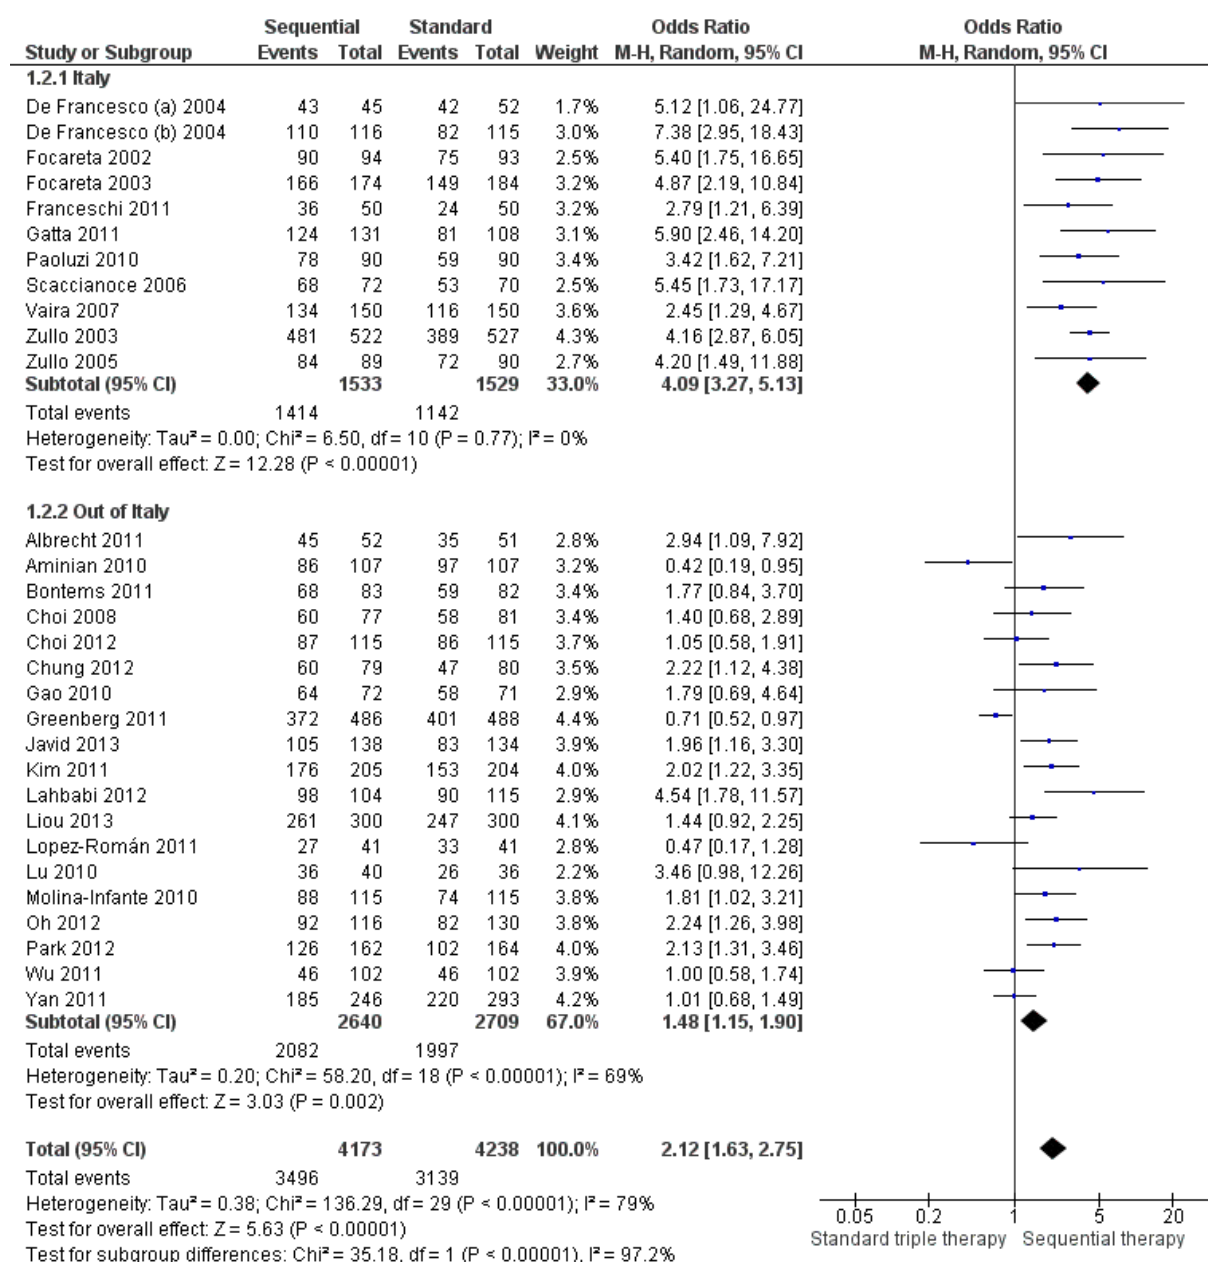 Sequential Standard Odds Ratio Odds Ratio
Study or Subgroup Events Total Events Total Weight M-H, Random, 95% CI M-H, Random, 95% CI
1.2.1 Italy
De Francesco (a) 2004 43 45 42 52 1.7% 5.12 [1.06, 24.77]
De Francesco (b) 2004 110 116 82 115 3.0% 7.38 [2.95, 18.43]
Focareta 2002 90 94 75 93 2.5% 5.40 [1.75, 16.65]
Focareta 2003 166 174 149 184 3.2% 4.87 [2.19, 10.84]
Franceschi 2011 36 50 24 50 3.2% 2.79 [1.21, 6.39]
Gatta 2011 124 131 81 108 3.1% 5.90 [2.46, 14.20]
Paoluzi 2010 78 90 59 90 3.4% 3.42 [1.62, 7.21]
Scaccianoce 2006 68 72 53 70 2.5% 5.45 [1.73, 17.17]
Vaira 2007 134 150 116 150 3.6% 2.45 [1.29, 4.67]
Zullo 2003 481 522 389 527 4.3% 4.16 [2.87, 6.05]
Zullo 2005 84 89 72 90 2.7% 4.20 [1.49, 11.88]
Subtotal (95% CI) 1533 1529 33.0% 4.09 [3.27, 5.13]
Total events 1414 1142
Heterogeneity: Tau² = 0.00; Chi² = 6.50, df = 10 (P = 0.77); I² = 0%
Test for overall effect: Z = 12.28 (P < 0.00001)
1.2.2 Out of Italy
Albrecht 2011 45 52 35 51 2.8% 2.94 [1.09, 7.92]
Aminian 2010 86 107 97 107 3.2% 0.42 [0.19, 0.95]
Bontems 2011 68 83 59 82 3.4% 1.77 [0.84, 3.70]
Choi 2008 60 77 58 81 3.4% 1.40 [0.68, 2.89]
Choi 2012 87 115 86 115 3.7% 1.05 [0.58, 1.91]
Chung 2012 60 79 47 80 3.5% 2.22 [1.12, 4.38]
Gao 2010 64 72 58 71 2.9% 1.79 [0.69, 4.64]
Greenberg 2011 372 486 401 488 4.4% 0.71 [0.52, 0.97]
Javid 2013 105 138 83 134 3.9% 1.96 [1.16, 3.30]
Kim 2011 176 205 153 204 4.0% 2.02 [1.22, 3.35]
Lahbabi 2012 98 104 90 115 2.9% 4.54 [1.78, 11.57]
Liou 2013 261 300 247 300 4.1% 1.44 [0.92, 2.25]
Lopez-Román 2011 27 41 33 41 2.8% 0.47 [0.17, 1.28]
Lu 2010 36 40 26 36 2.2% 3.46 [0.98, 12.26]
Molina-Infante 2010 88 115 74 115 3.8% 1.81 [1.02, 3.21]
Oh 2012 92 116 82 130 3.8% 2.24 [1.26, 3.98]
Park 2012 126 162 102 164 4.0% 2.13 [1.31, 3.46]
Wu 2011 46 102 46 102 3.9% 1.00 [0.58, 1.74]
Yan 2011 185 246 220 293 4.2% 1.01 [0.68, 1.49]
Subtotal (95% CI) 2640 2709 67.0% 1.48 [1.15, 1.90]
Total events 2082 1997
Heterogeneity: Tau² = 0.20; Chi² = 58.20, df = 18 (P < 0.00001); I² = 69%
Test for overall effect: Z = 3.03 (P = 0.002)
Total (95% CI) 4173 4238 100.0% 2.12 [1.63, 2.75]
Total events 3496 3139
Heterogeneity: Tau² = 0.38; Chi² = 136.29, df = 29 (P < 0.00001); I² = 79%
Test for overall effect: Z = 5.63 (P < 0.00001)
Test for subgroup differences: Chi² = 35.18, df = 1 (P < 0.00001), I² = 97.2%
0.05 0.2 1 5 20
Standard triple therapy Sequential therapy